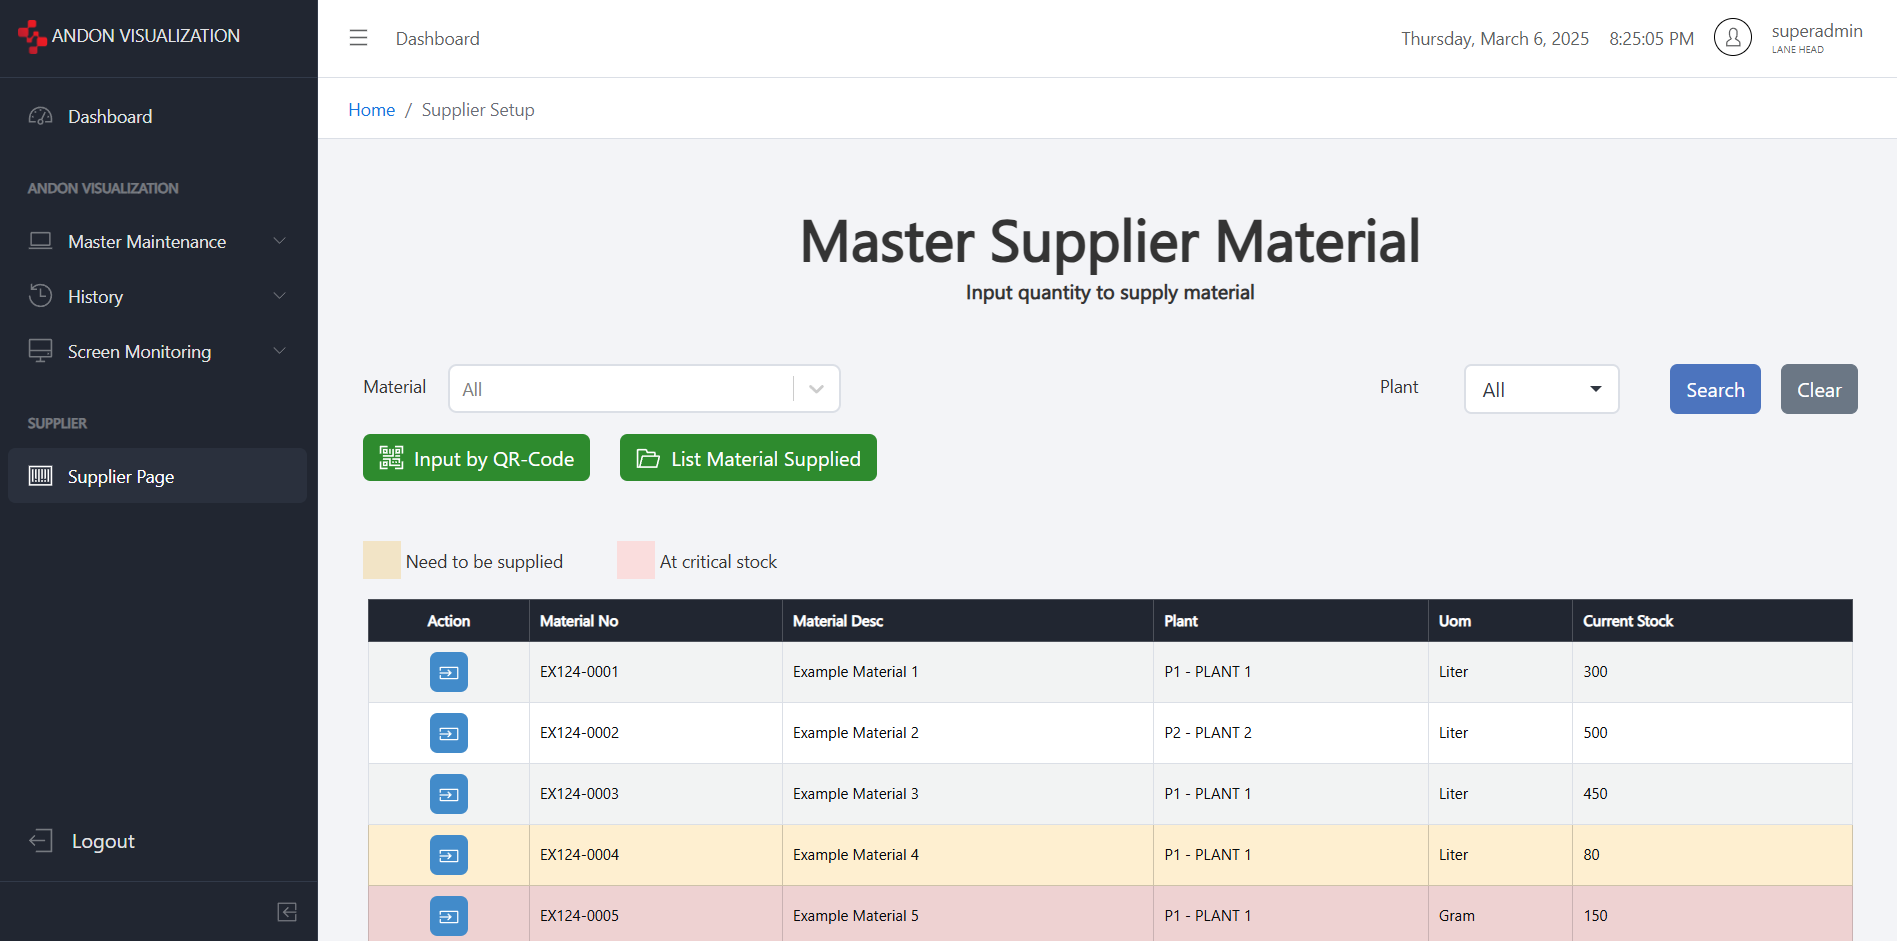 ANDON VISUALIZATION
Dashboard
Thursday, March 6, 2025 8:25:05 PM
superadmin
LANE HEAD
Home / Supplier Setup
Dashboard
ANDON VISUALIZATION
Master Maintenance
History
Screen Monitoring
SUPPLIER
Supplier Page
Logout
Master Supplier Material
Input quantity to supply material
Material All Plant All Search Clear
Input by QR-Code List Material Supplied
Need to be supplied At critical stock
Action Material No Material Desc Plant Uom Current Stock
EX124-0001 Example Material 1 P1 - PLANT 1 Liter 300
EX124-0002 Example Material 2 P2 - PLANT 2 Liter 500
EX124-0003 Example Material 3 P1 - PLANT 1 Liter 450
EX124-0004 Example Material 4 P1 - PLANT 1 Liter 80
EX124-0005 Example Material 5 P1 - PLANT 1 Gram 150